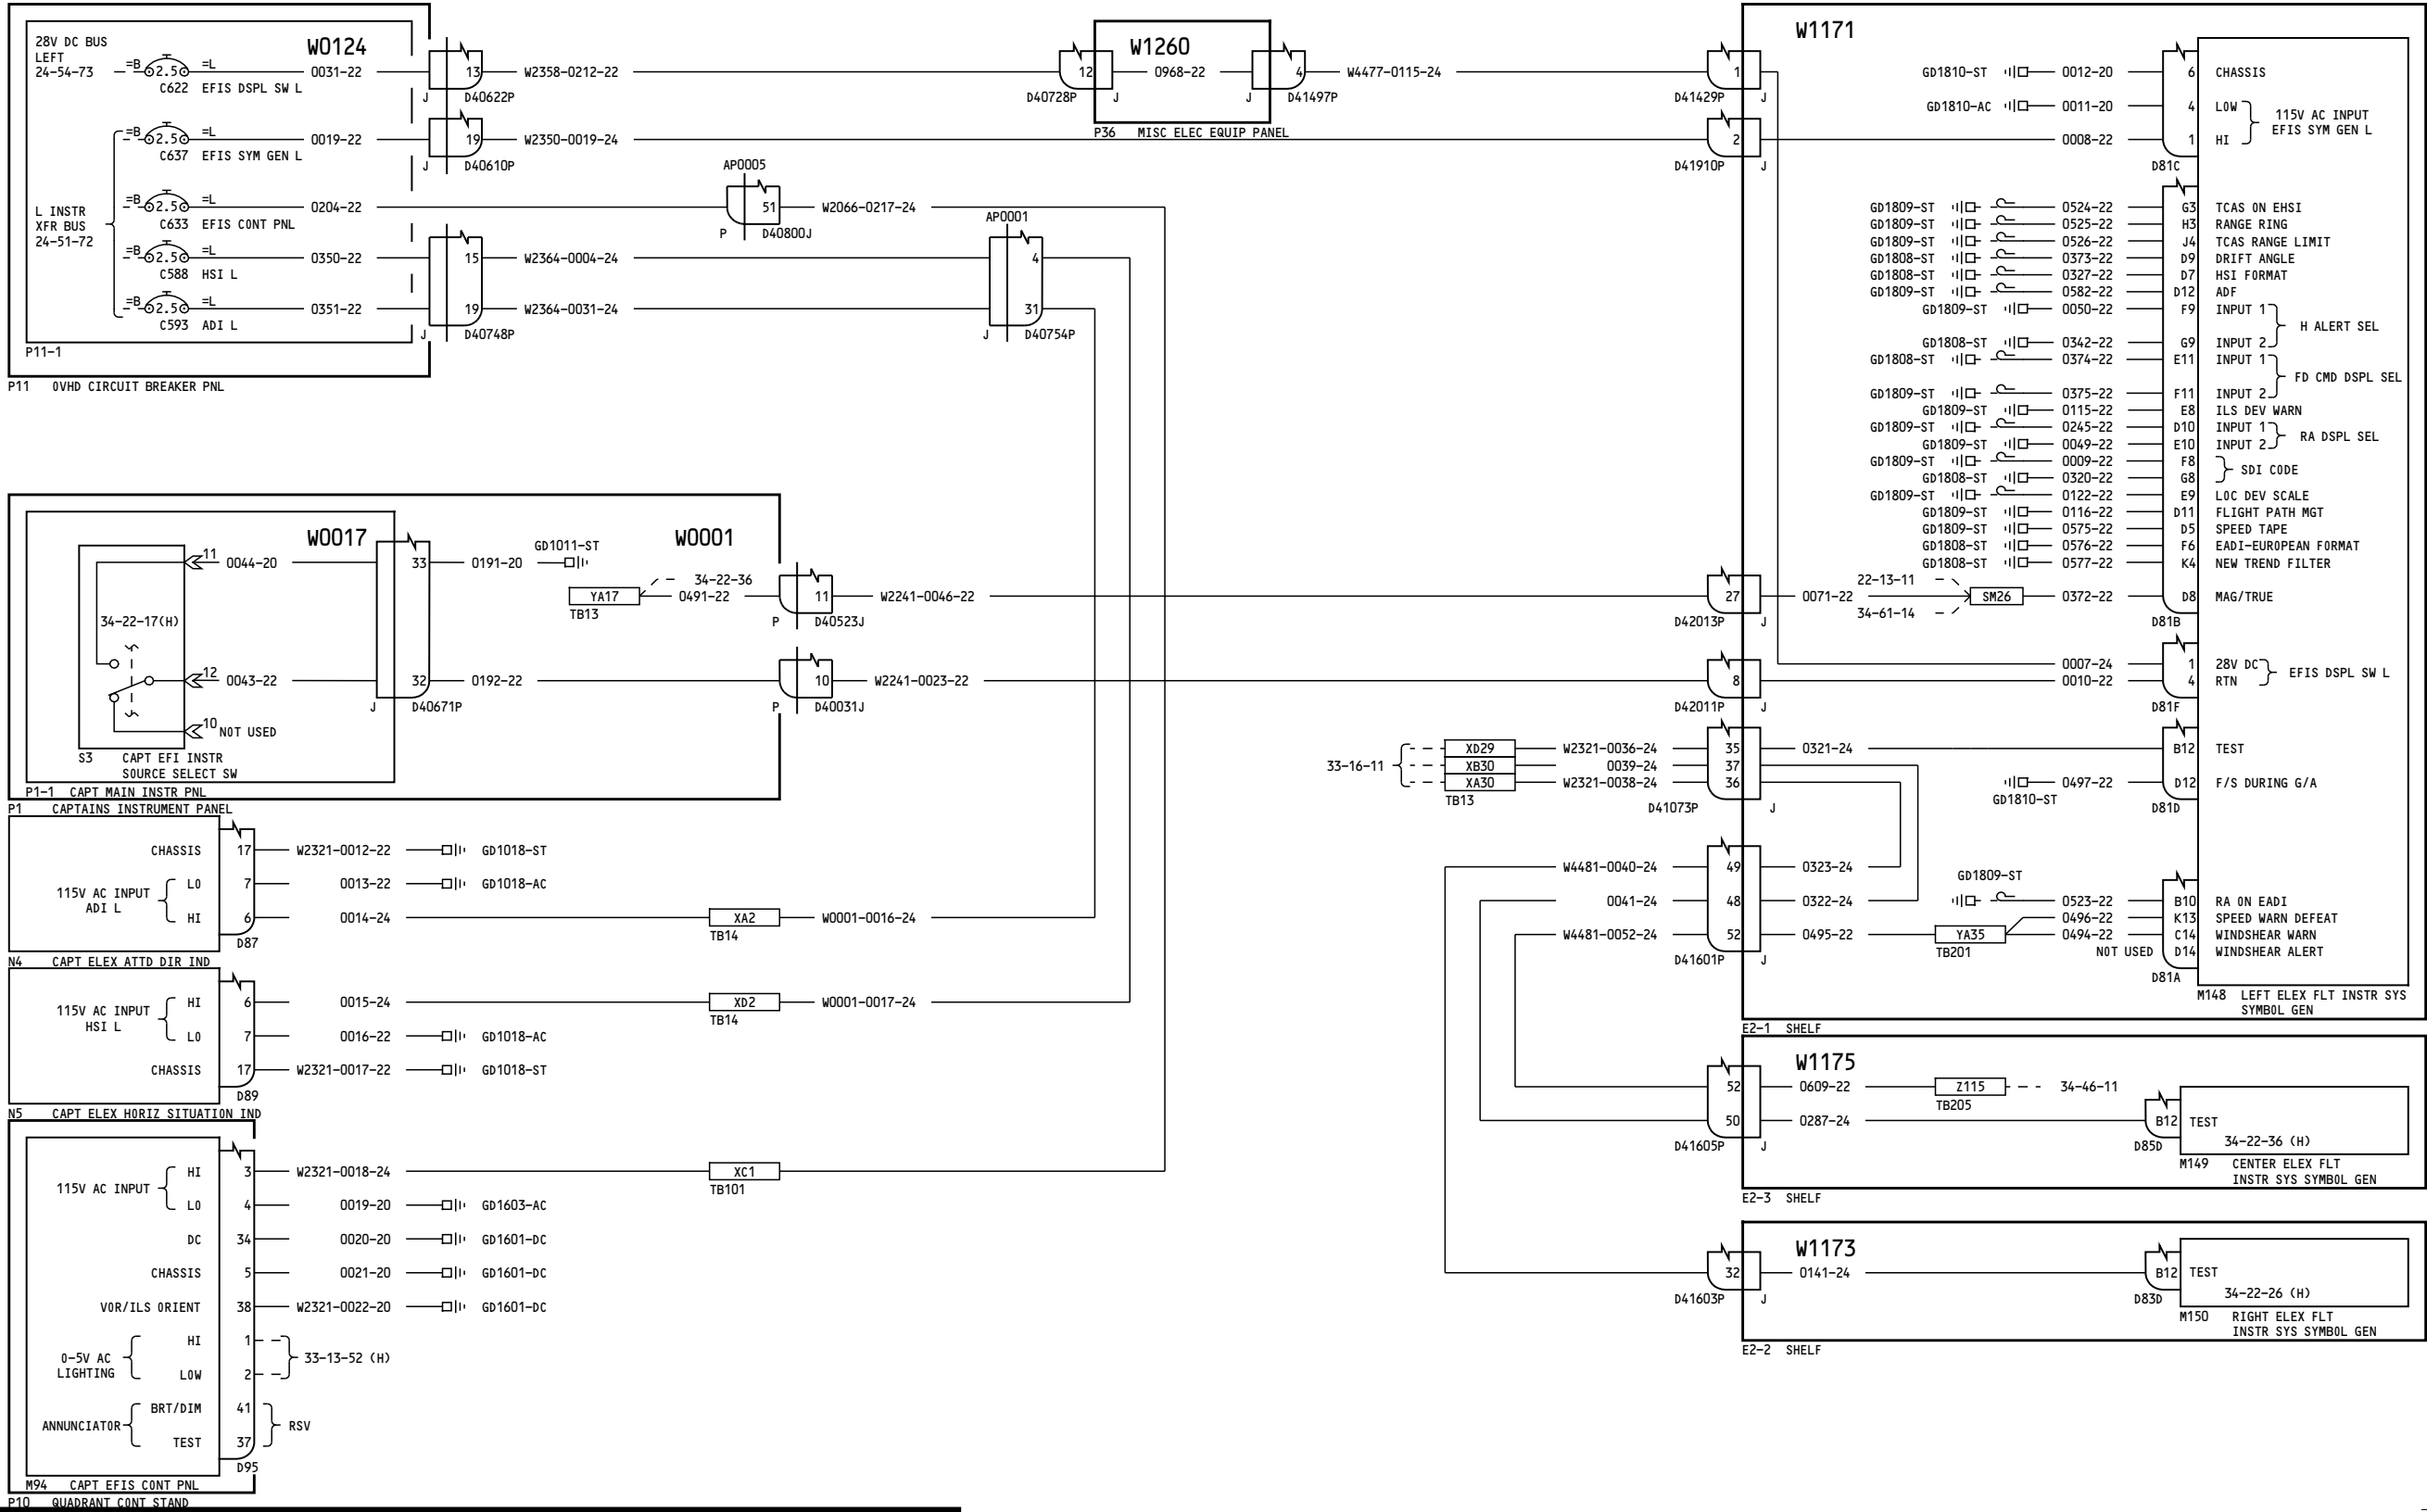 28V DC BUS
LEFT
24-54-73
=B 2.5 =L
C622 EFIS DSPL SW L
W0124
0031-22
13
J D40622P
W2358-0212-22
12
D40728P
J
W1260
0968-22
J
4
D41497P
P36 MISC ELEC EQUIP PANEL
W4477-0115-24
1
D41429P J
L INSTR
XFR BUS
24-51-72
=B 2.5 =L
C637 EFIS SYM GEN L
0019-22
19
J D40610P
W2350-0019-24
2
D41910P J
=B 2.5 =L
C633 EFIS CONT PNL
0204-22
AP0005
51
P D40800J
W2066-0217-24
=B 2.5 =L
C588 HSI L
0350-22
15
W2364-0004-24
AP0001
4
=B 2.5 =L
C593 ADI L
0351-22
19
J D40748P
W2364-0031-24
31
J D40754P
P11-1
P11 OVHD CIRCUIT BREAKER PNL
W0017
W0001
11 0044-20
33 0191-20
GD1011-ST
YA17
TB13
34-22-36
0491-22
11
P D40523J
W2241-0046-22
27
D42013P J
34-22-17(H)
12 0043-22
32 0192-22
J D40671P
10
P D40031J
W2241-0023-22
8
D42011P J
10 NOT USED
S3 CAPT EFI INSTR
SOURCE SELECT SW
P1-1 CAPT MAIN INSTR PNL
P1 CAPTAINS INSTRUMENT PANEL
CHASSIS 17 W2321-0012-22 GD1018-ST
115V AC INPUT
ADI L
LO 7 0013-22 GD1018-AC
HI 6 0014-24 XA2 W0001-0016-24
TB14
D87
N4 CAPT ELEX ATTD DIR IND
115V AC INPUT
HSI L
HI 6 0015-24 XD2 W0001-0017-24
TB14
LO 7 0016-22 GD1018-AC
CHASSIS 17 W2321-0017-22 GD1018-ST
D89
N5 CAPT ELEX HORIZ SITUATION IND
115V AC INPUT
HI 3 W2321-0018-24 XC1
TB101
LO 4 0019-20 GD1603-AC
DC 34 0020-20 GD1601-DC
CHASSIS 5 0021-20 GD1601-DC
VOR/ILS ORIENT 38 W2321-0022-20 GD1601-DC
0-5V AC
LIGHTING
HI 1
LOW 2
33-13-52 (H)
ANNUNCIATOR
BRT/DIM 41
TEST 37
RSV
D95
M94 CAPT EFIS CONT PNL
P10 QUADRANT CONT STAND
W1171
GD1810-ST 0012-20 6 CHASSIS
GD1810-AC 0011-20 4 LOW
0008-22 1 HI
115V AC INPUT
EFIS SYM GEN L
D81C
GD1809-ST 0524-22 G3 TCAS ON EHSI
GD1809-ST 0525-22 H3 RANGE RING
GD1809-ST 0526-22 J4 TCAS RANGE LIMIT
GD1808-ST 0373-22 D9 DRIFT ANGLE
GD1808-ST 0327-22 D7 HSI FORMAT
GD1809-ST 0582-22 D12 ADF
GD1809-ST 0050-22 F9 INPUT 1
H ALERT SEL
GD1808-ST 0342-22 G9 INPUT 2
GD1808-ST 0374-22 E11 INPUT 1
FD CMD DSPL SEL
GD1809-ST 0375-22 F11 INPUT 2
GD1809-ST 0115-22 E8 ILS DEV WARN
GD1809-ST 0245-22 D10 INPUT 1
RA DSPL SEL
GD1809-ST 0049-22 E10 INPUT 2
GD1809-ST 0009-22 F8
SDI CODE
GD1808-ST 0320-22 G8
GD1809-ST 0122-22 E9 LOC DEV SCALE
GD1809-ST 0116-22 D11 FLIGHT PATH MGT
GD1809-ST 0575-22 D5 SPEED TAPE
GD1808-ST 0576-22 F6 EADI-EUROPEAN FORMAT
GD1808-ST 0577-22 K4 NEW TREND FILTER
0071-22
22-13-11
34-61-14
SM26 0372-22 D8 MAG/TRUE
D81B
0007-24 1 28V DC
0010-22 4 RTN
EFIS DSPL SW L
D81F
33-16-11
XD29 W2321-0036-24 35 0321-24 B12 TEST
XB30 0039-24 37
XA30 W2321-0038-24 36
TB13
D41073P J
GD1810-ST
0497-22 D12 F/S DURING G/A
D81D
W4481-0040-24 49 0323-24
0041-24 48 0322-24
W4481-0052-24 52 0495-22
D41601P J
YA35
TB201
GD1809-ST
0523-22 B10 RA ON EADI
0496-22 K13 SPEED WARN DEFEAT
0494-22 C14 WINDSHEAR WARN
NOT USED D14 WINDSHEAR ALERT
D81A
M148 LEFT ELEX FLT INSTR SYS
SYMBOL GEN
E2-1 SHELF
W1175
52 0609-22 Z115 34-46-11
TB205
50 0287-24 B12 TEST
D41605P J
D85D
34-22-36 (H)
M149 CENTER ELEX FLT
INSTR SYS SYMBOL GEN
E2-3 SHELF
W1173
32 0141-24 B12 TEST
D41603P J
D83D
34-22-26 (H)
M150 RIGHT ELEX FLT
INSTR SYS SYMBOL GEN
E2-2 SHELF